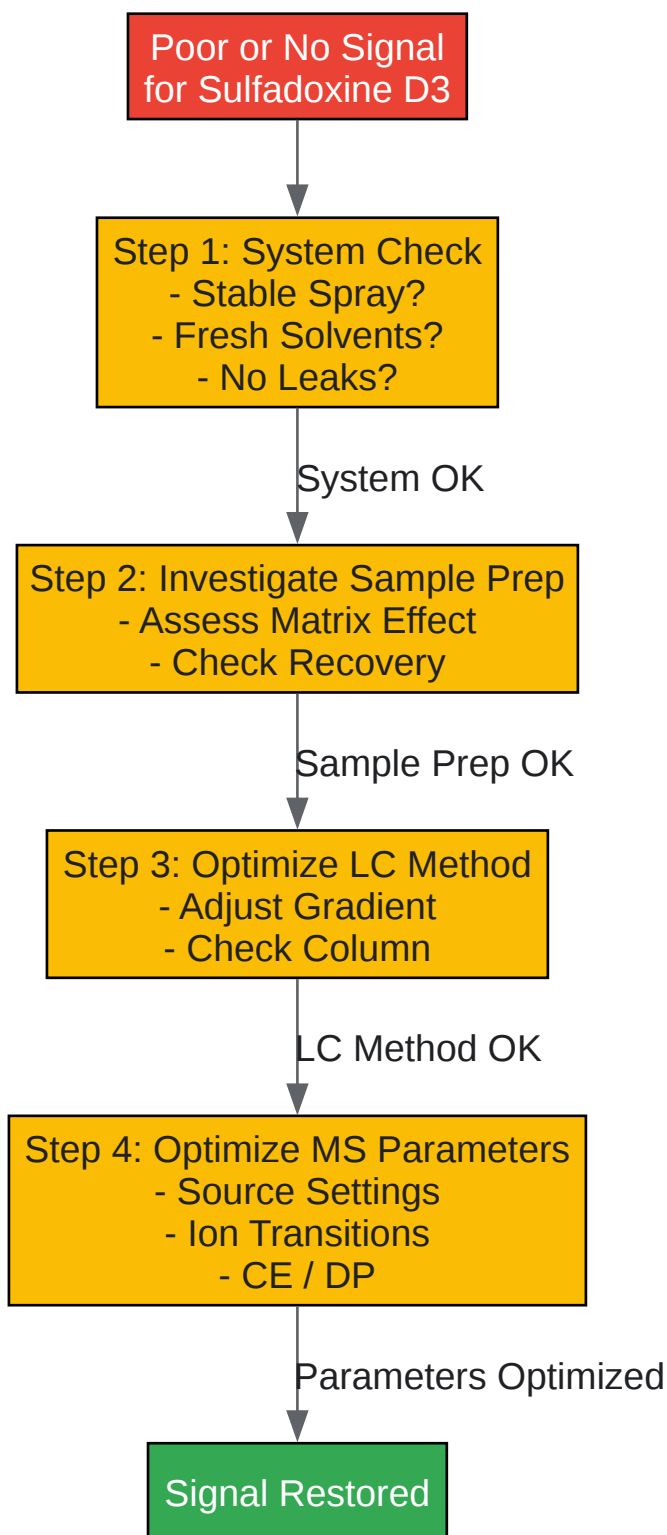 Poor or No Signal
for Sulfadoxine D3
Step 1: System Check
- Stable Spray?
- Fresh Solvents?
- No Leaks?
System OK
Step 2: Investigate Sample Prep
- Assess Matrix Effect
- Check Recovery
Sample Prep OK
Step 3: Optimize LC Method
- Adjust Gradient
- Check Column
LC Method OK
Step 4: Optimize MS Parameters
- Source Settings
- Ion Transitions
- CE / DP
Parameters Optimized
Signal Restored